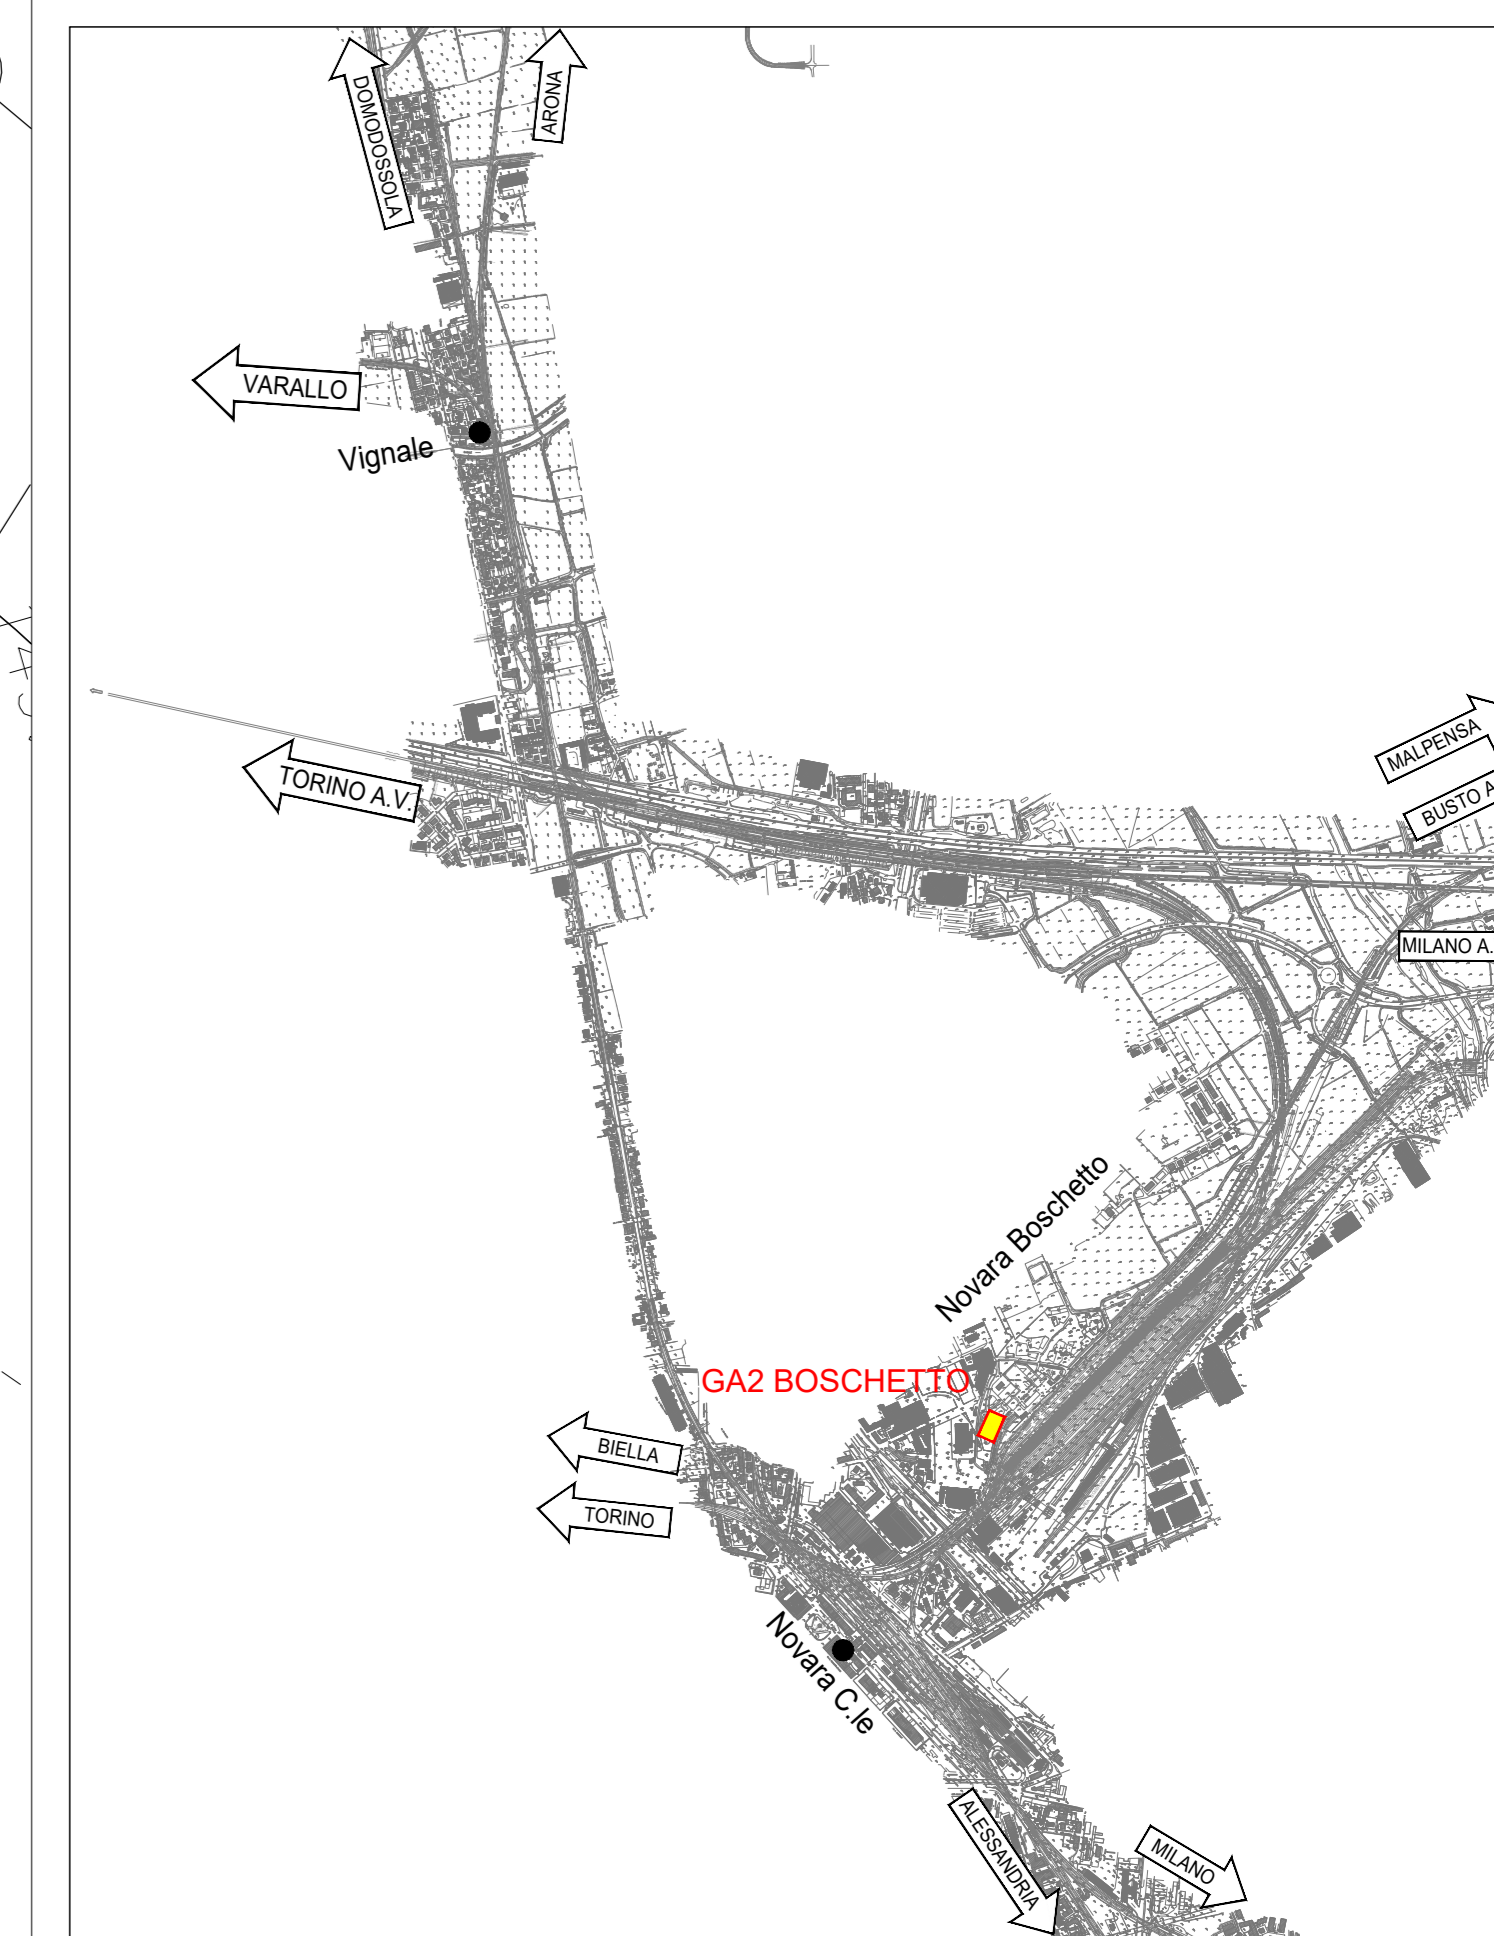 DOMODOSSOLA
ARONA
VARALLO
Vignale
TORINO A.V.
MALPENSA
BUSTO A
MILANO A.
Novara Boschetto
GA2 BOSCHETTO
BIELLA
TORINO
Novara C.le
ALESSANDRIA
MILANO